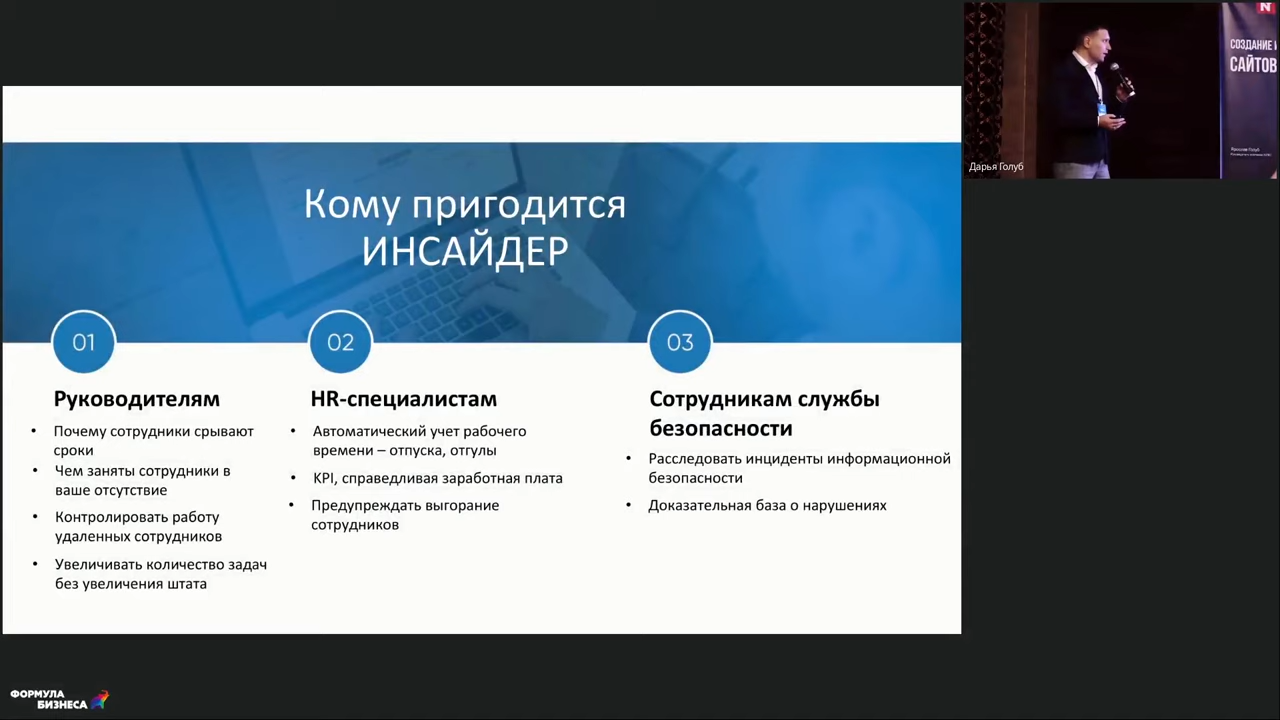 Кому пригодится
ИНСАЙДЕР
01
Руководителям
Почему сотрудники срывают
сроки
Чем заняты сотрудники в
ваше отсутствие
Контролировать работу
удаленных сотрудников
Увеличивать количество задач
без увеличения штата
02
HR-специалистам
Автоматический учет рабочего
времени – отпуска, отгулы
KPI, справедливая заработная плата
Предупреждать выгорание
сотрудников
03
Сотрудникам службы
безопасности
Расследовать инциденты информационной
безопасности
Доказательная база о нарушениях
N
СОЗДАНИЕ
САЙТОВ
Дарья Голуб
ФОРМУЛА
БИЗНЕСА